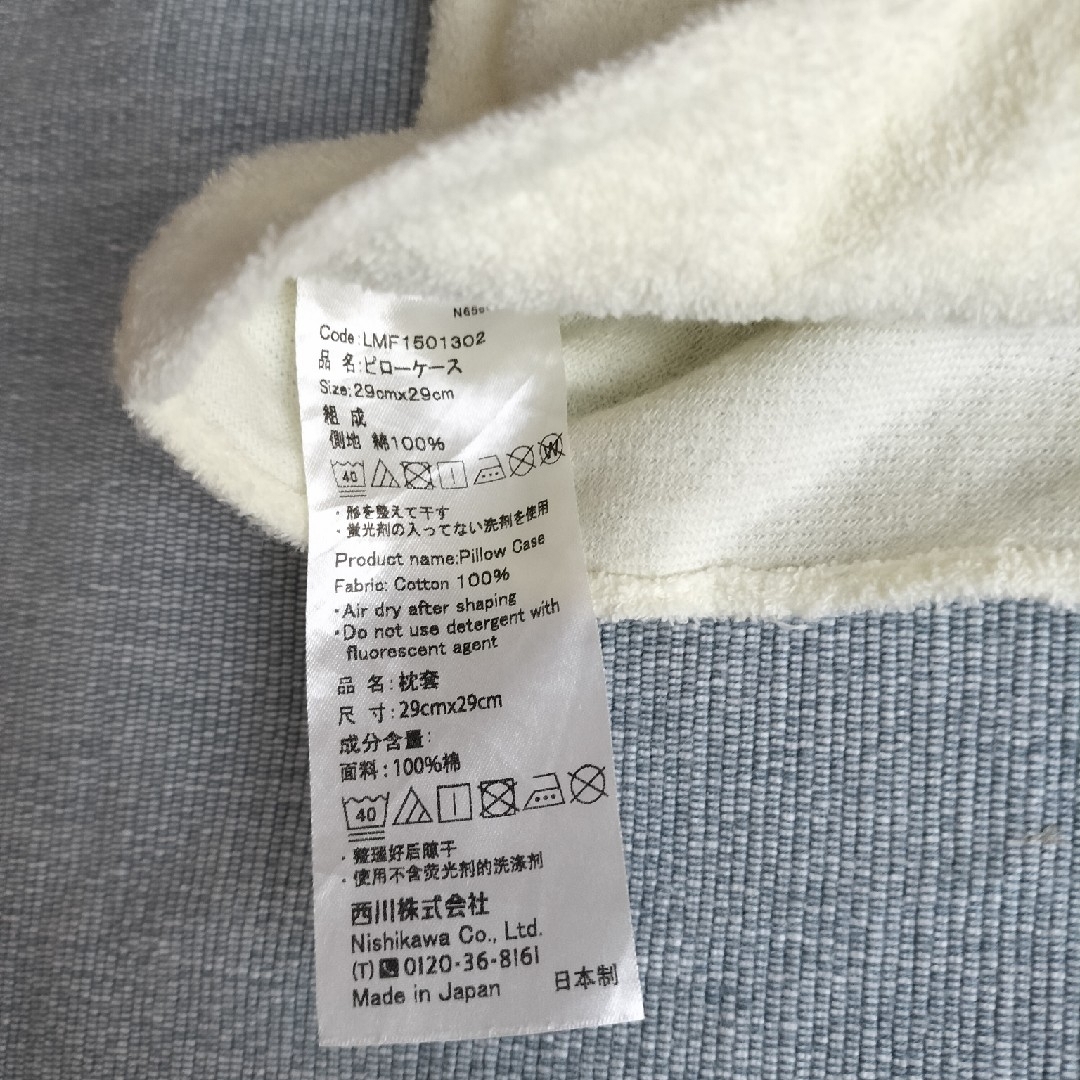 Code:LMF1501302
品 名:ピローケース
Size:29cmx29cm
組 成
側地 綿100%
40
W
・形を整えて干す
・蛍光剤の入ってない洗剤を使用
Product name:Pillow Case
Fabric: Cotton 100%
・Air dry after shaping
・Do not use detergent with
fluorescent agent
品 名:枕套
尺 寸:29cmx29cm
成分含量:
面料:100%棉
40
・整理好后晾干
・使用不含荧光剂的洗涤剂
西川株式会社
Nishikawa Co., Ltd.
(T) 0120-36-8161
Made in Japan 日本制